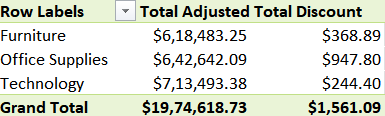 Row Labels Total Adjusted Total Discount
Furniture $6,18,483.25 $368.89
Office Supplies $6,42,642.09 $947.80
Technology $7,13,493.38 $244.40
Grand Total $19,74,618.73 $1,561.09